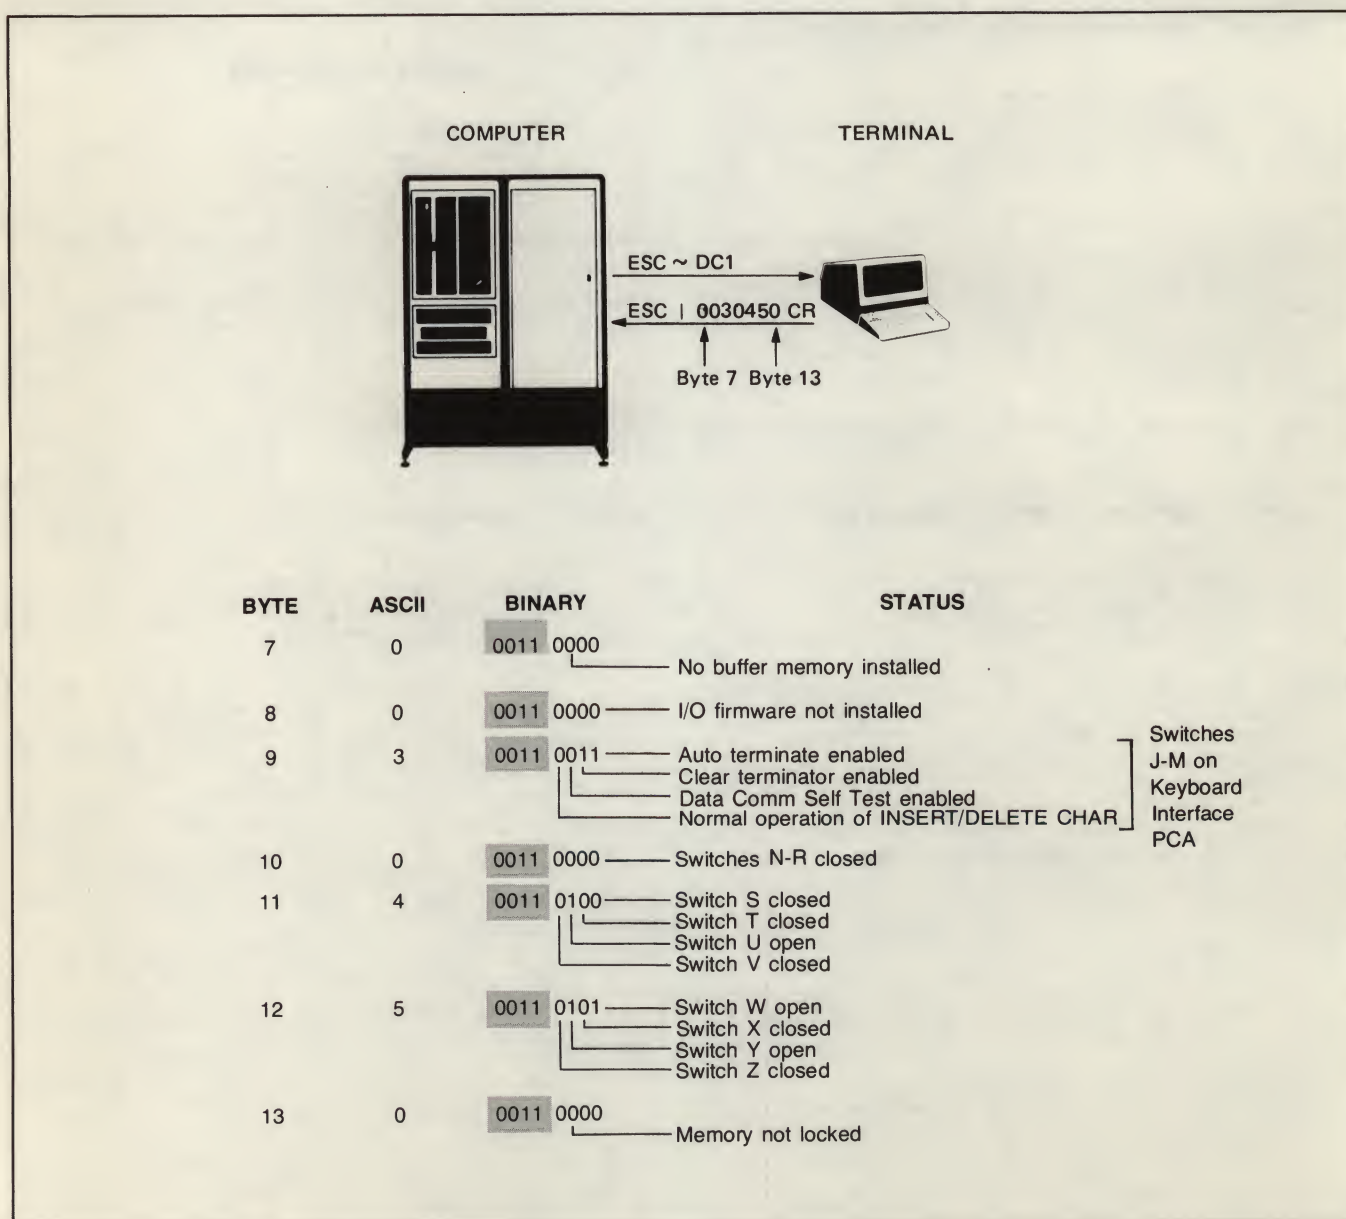 COMPUTER TERMINAL
ESC ~ DC1
ESC | 0030450 CR
Byte 7 Byte 13
BYTE ASCII BINARY STATUS
7 0 0011 0000
No buffer memory installed
8 0 0011 0000 I/O firmware not installed
9 3 0011 0011 Auto terminate enabled
Clear terminator enabled
Data Comm Self Test enabled
Normal operation of INSERT/DELETE CHAR
Switches
J-M on
Keyboard
Interface
PCA
10 0 0011 0000 Switches N-R closed
11 4 0011 0100 Switch S closed
Switch T closed
Switch U open
Switch V closed
12 5 0011 0101 Switch W open
Switch X closed
Switch Y open
Switch Z closed
13 0 0011 0000
Memory not locked